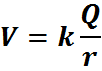 V = k Q/r